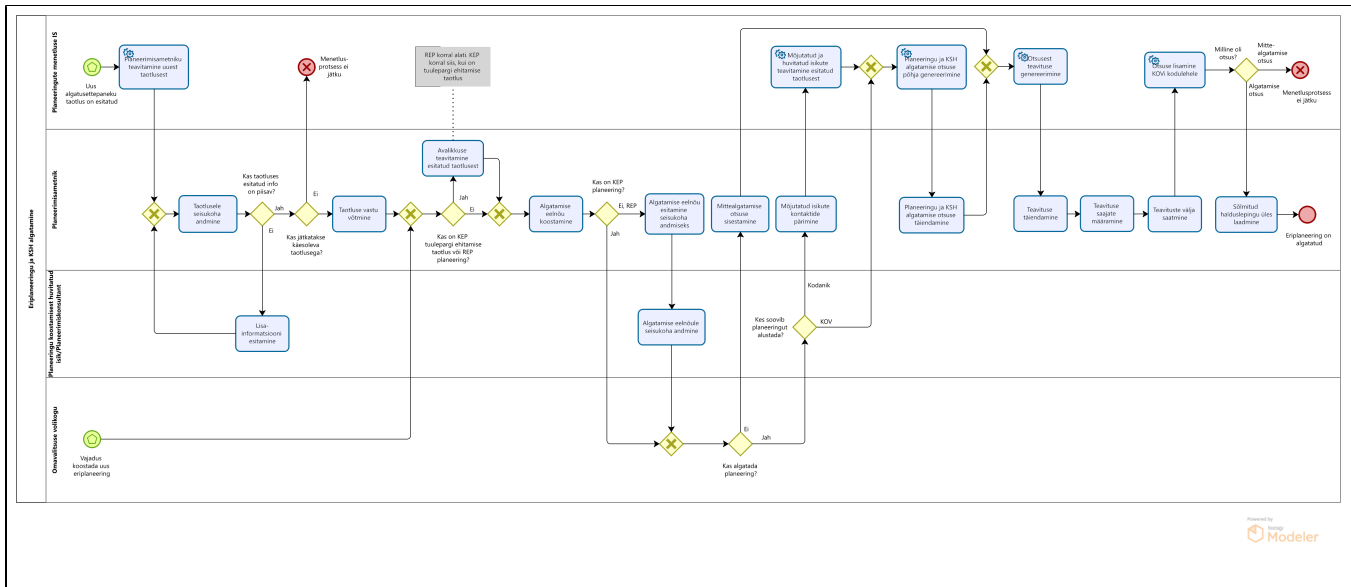 Eriplaneeringu ja KSH algatamine
Planeeringute menetluse IS
Uus
algatusettepaneku
taotlus on esitatud
Planeerimisametniku
teavitamine uuest
taotlusest
Menetlus-
protsess ei
jätku
REP korral alati. KEP
korral siis, kui on
tuulepargi ehitamise
taotlus
Mõjutatud ja
huvitatud isikute
teavitamine esitatud
taotlusest
Planeeringu ja KSH
algatamise otsuse
põhja genereerimine
Otsusest
teavituse
genereerimine
Otsuse lisamine
KOVi kodulehele
Milline oli
otsus?
Mitte-
algatamise
otsus
Algatamise
otsus
Menetlusprotsess
ei jätku
Planeerimisametnik
Taotlusele
seisukoha
andmine
Kas taotluses
esitatud info
on piisav?
Jah
Ei
Ei
Kas jätkatakse
käesoleva
taotlusega?
Taotluse vastu
võtmine
Avalikkuse
teavitamine
esitatud taotlusest
Jah
Ei
Kas on KEP
tuulepargi ehitamise
taotlus või REP
planeering?
Algatamise
eelnõu
koostamine
Kas on KEP
planeering?
Ei, REP
Jah
Algatamise eelnõu
esitamine
seisukoha
andmiseks
Mittealgatamise
otsuse
sisestamine
Mõjutatud isikute
kontaktide
pärimine
Planeeringu ja KSH
algatamise otsuse
täiendamine
Teavituse
täiendamine
Teavituse
saajate
määramine
Teavituste välja
saatmine
Sõlmitud
halduslepingu üles
laadimine
Eriplaneering on
algatatud
Planeeringu koostamisest huvitatud
isik/Planeerimiskonsultant
Lisa-
informatsiooni
esitamine
Algatamise eelnõule
seisukoha andmine
Kes soovib
planeeringut
alustada?
Kodanik
KOV
Omavalitsuse volikogu
Vajadus
koostada uus
eriplaneering
Kas algatada
planeering?
Ei
Jah
Powered by
bizagi
Modeler